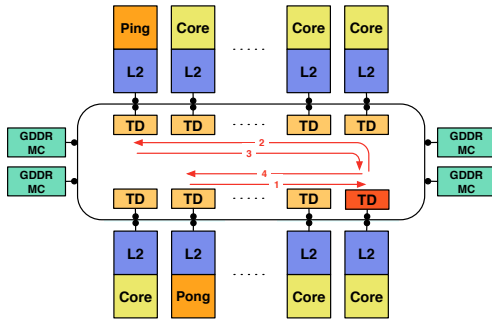 Ping Core ..... Core Core
L2 L2 L2 L2
TD TD ..... TD TD
GDDR MC
GDDR MC
GDDR MC
GDDR MC
2
3
4
1
TD TD ..... TD TD
L2 L2 L2 L2
Core Pong ..... Core Core